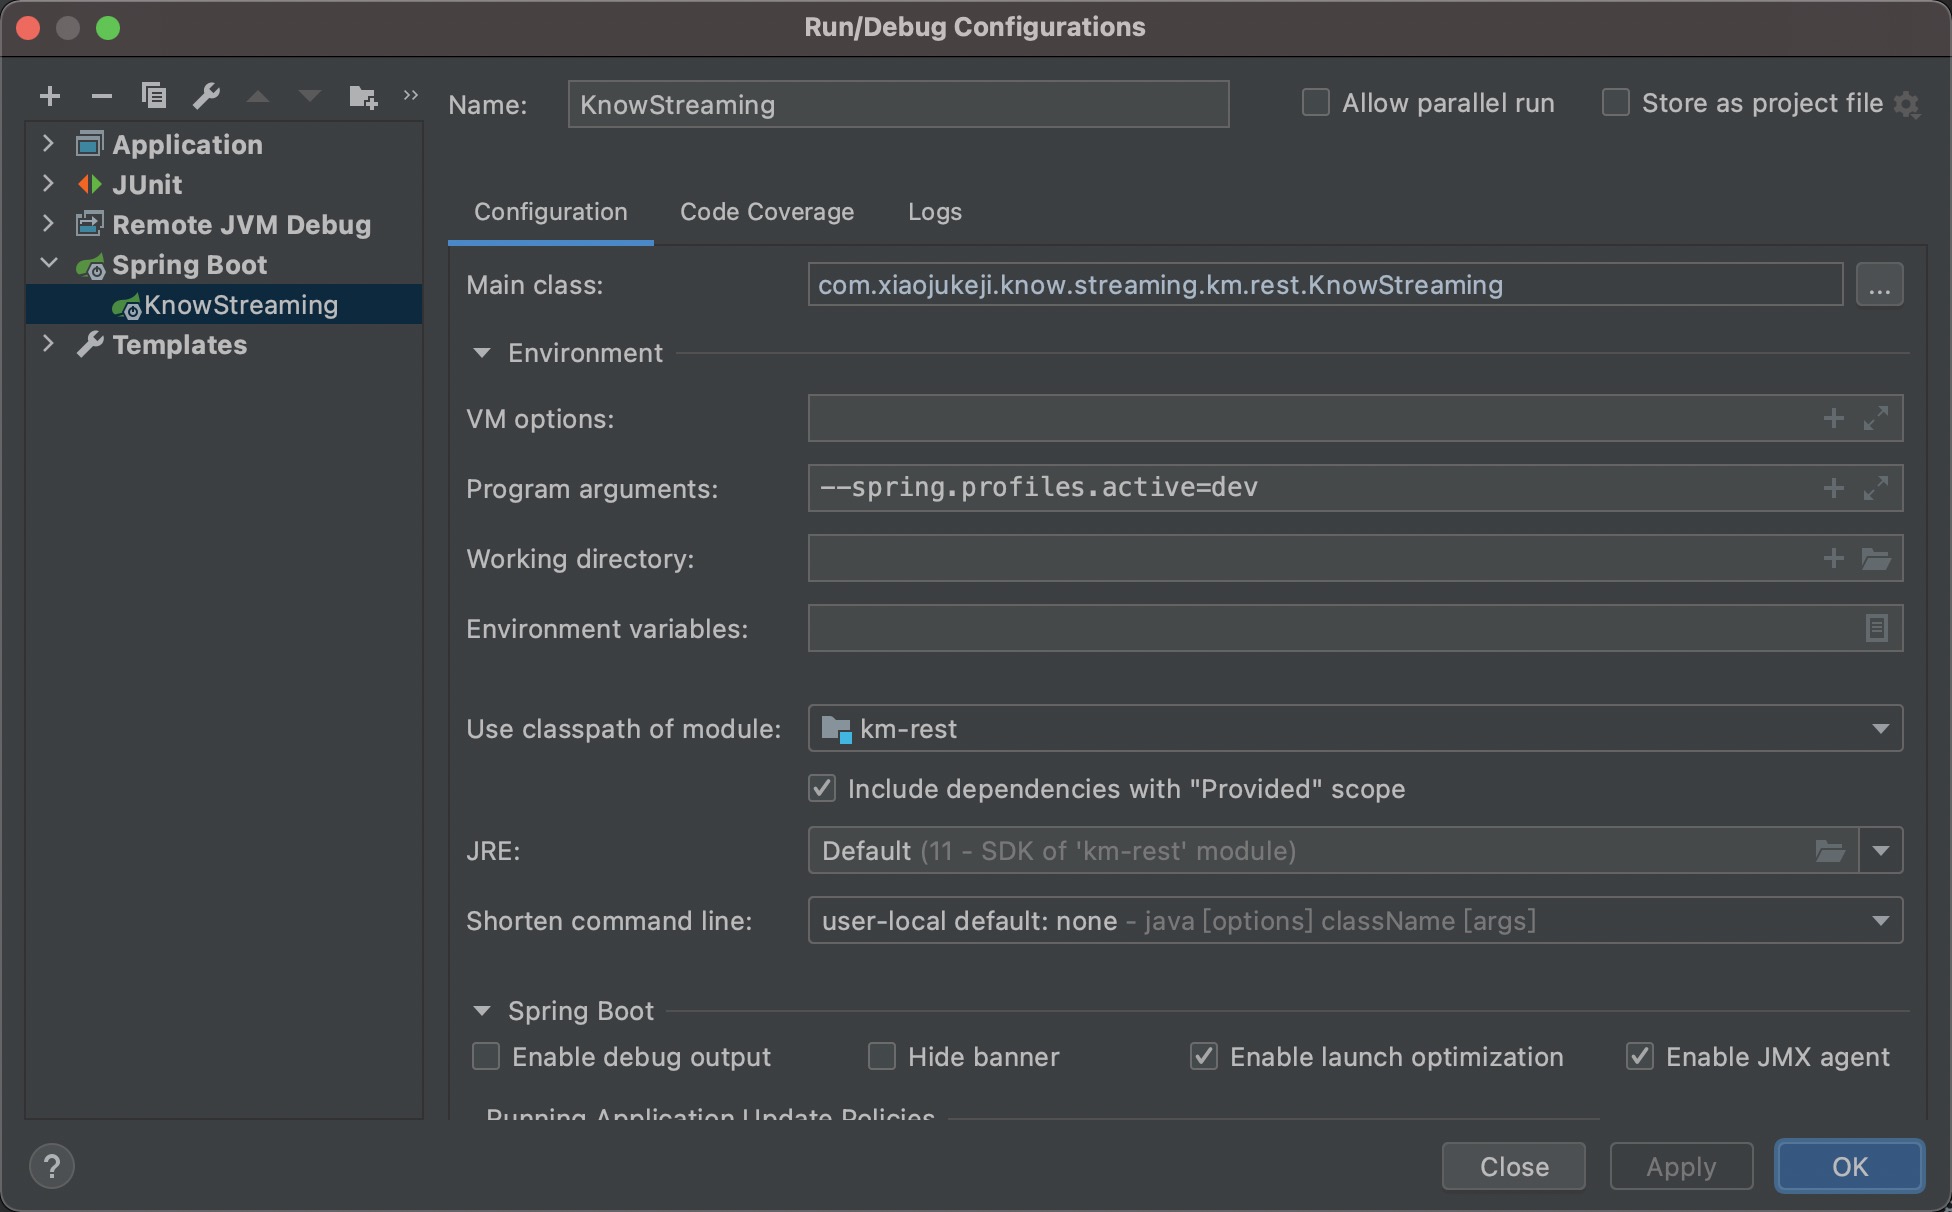 Run/Debug Configurations
Name: KnowStreaming
Allow parallel run
Store as project file
Application
JUnit
Remote JVM Debug
Spring Boot
KnowStreaming
Templates
Configuration Code Coverage Logs
Main class: com.xiaojukeji.know.streaming.km.rest.KnowStreaming ...
Environment
VM options:
Program arguments: --spring.profiles.active=dev
Working directory:
Environment variables:
Use classpath of module: km-rest
Include dependencies with "Provided" scope
JRE: Default (11 - SDK of 'km-rest' module)
Shorten command line: user-local default: none - java [options] className [args]
Spring Boot
Enable debug output Hide banner Enable launch optimization Enable JMX agent
Running Application Update Policies
? Close Apply OK